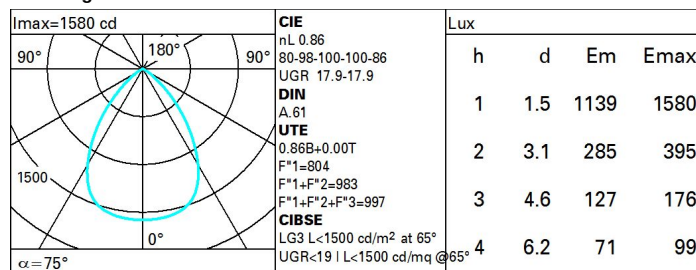 Imax=1580 cd
90°
180°
90°
1500
0°
α=75°
CIE
nL 0.86
80-98-100-100-86
UGR 17.9-17.9
DIN
A.61
UTE
0.86B+0.00T
F"1=804
F"1+F"2=983
F"1+F"2+F"3=997
CIBSE
LG3 L<1500 cd/m² at 65°
UGR<19 | L<1500 cd/mq @65°
Lux
h d Em Emax
1 1.5 1139 1580
2 3.1 285 395
3 4.6 127 176
4 6.2 71 99